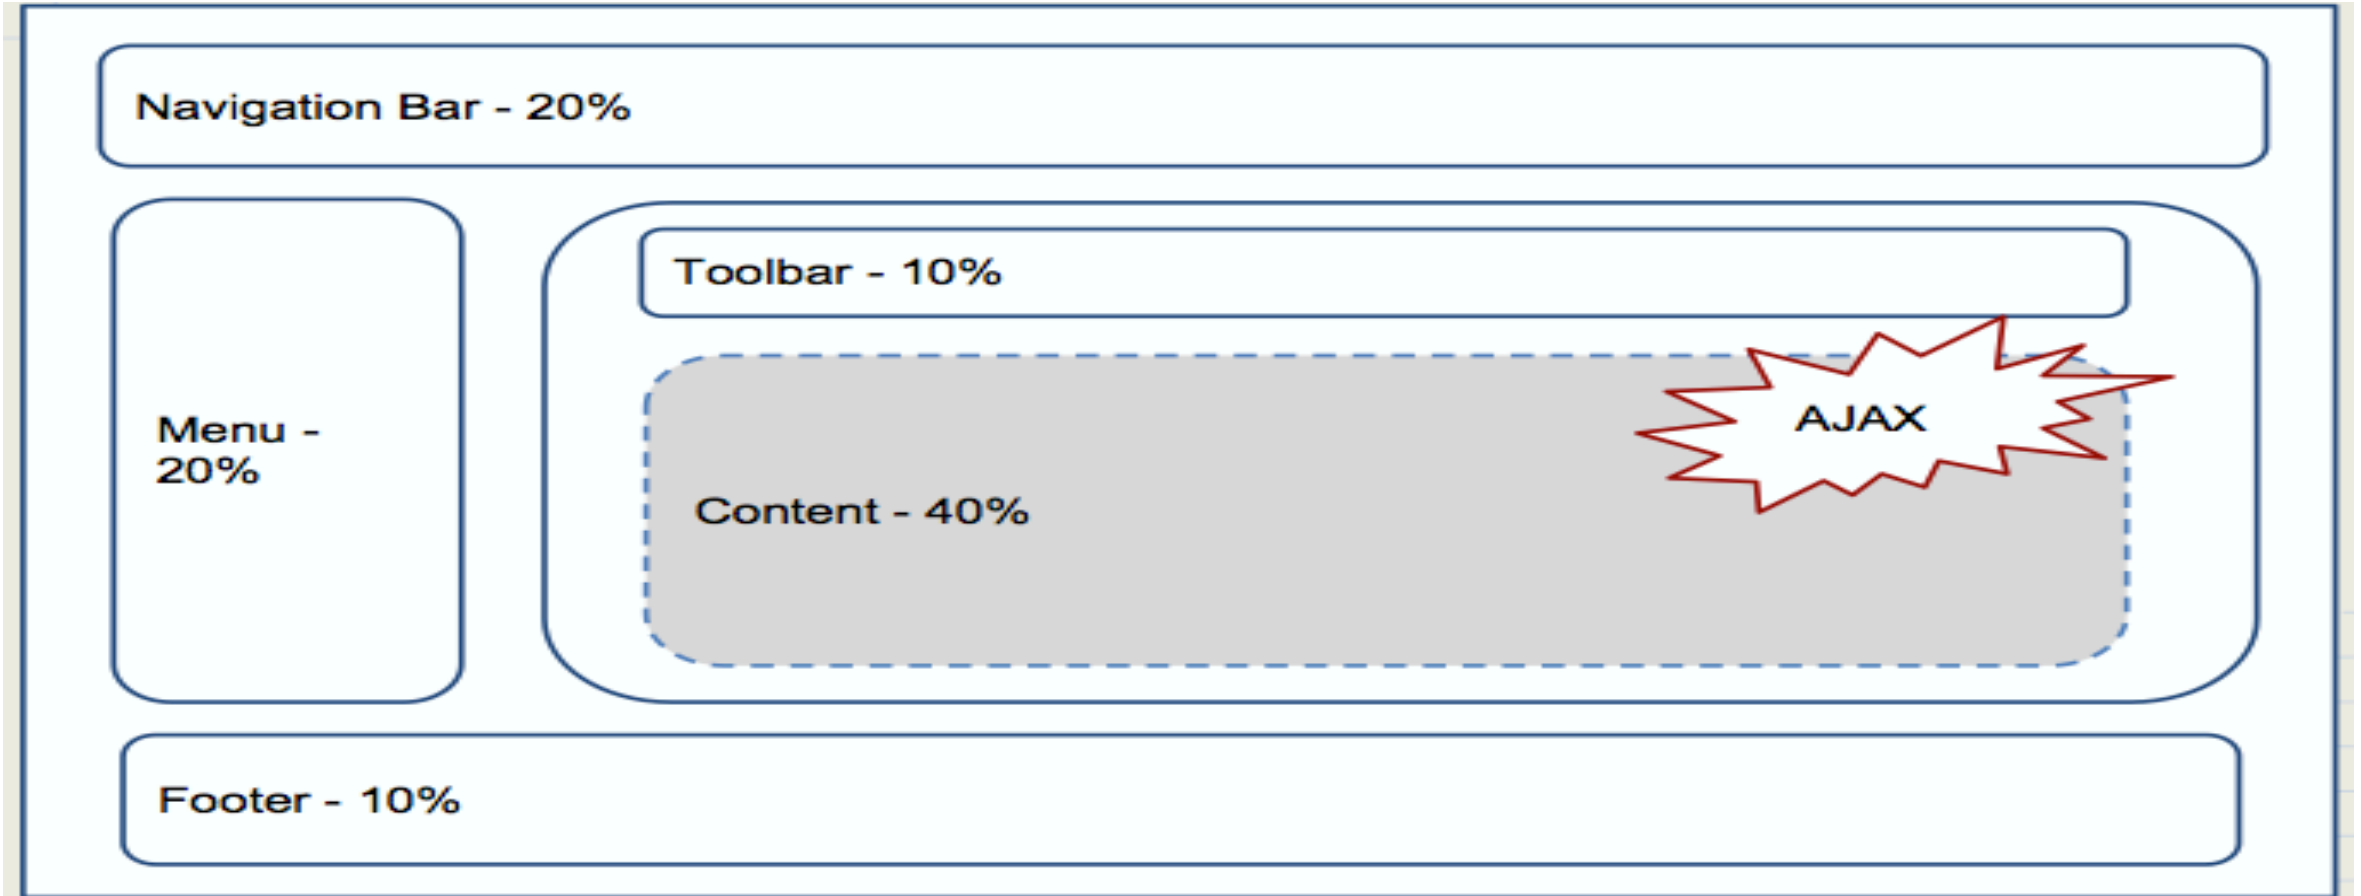 Navigation Bar - 20%
Menu -
20%
Toolbar - 10%
AJAX
Content - 40%
Footer - 10%